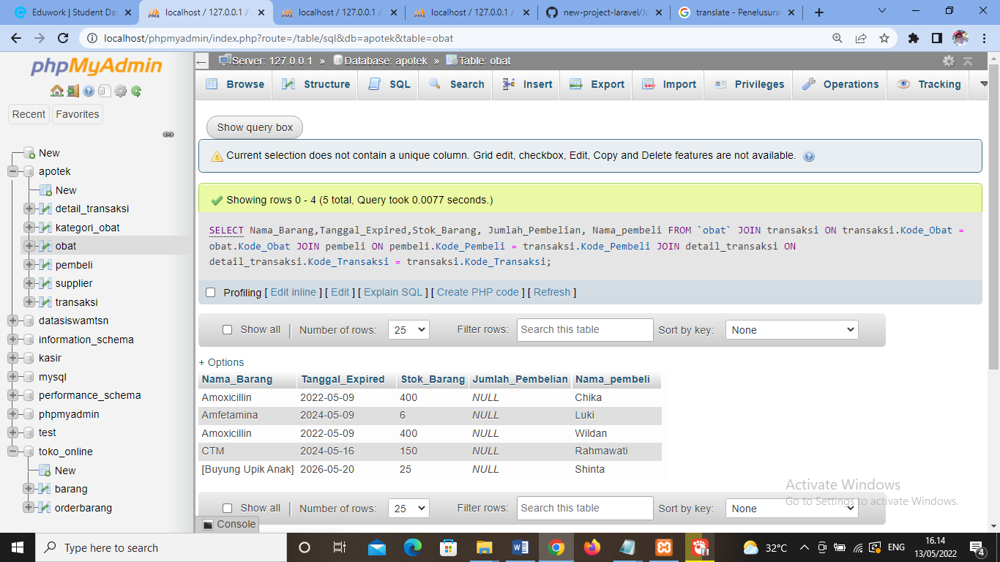 Eduwork | Student Das
localhost / 127.0.0.1 /
localhost / 127.0.0.1 /
localhost / 127.0.0.1 /
new-project-laravel/Jo
translate - Penelusura
localhost/phpmyadmin/index.php?route=/table/sql&db=apotek&table=obat
phpMyAdmin
Recent
Favorites
New
apotek
New
detail_transaksi
kategori_obat
obat
pembeli
supplier
transaksi
datasiswamtsn
information_schema
kasir
mysql
performance_schema
phpmyadmin
test
toko_online
New
barang
orderbarang
Server: 127.0.0.1 » Database: apotek » Table: obat
Browse Structure SQL Search Insert Export Import Privileges Operations Tracking
Show query box
Current selection does not contain a unique column. Grid edit, checkbox, Edit, Copy and Delete features are not available.
Showing rows 0 - 4 (5 total, Query took 0.0077 seconds.)
SELECT Nama_Barang,Tanggal_Expired,Stok_Barang, Jumlah_Pembelian, Nama_pembeli FROM `obat` JOIN transaksi ON transaksi.Kode_Obat =
obat.Kode_Obat JOIN pembeli ON pembeli.Kode_Pembeli = transaksi.Kode_Pembeli JOIN detail_transaksi ON
detail_transaksi.Kode_Transaksi = transaksi.Kode_Transaksi;
Profiling [ Edit inline ] [ Edit ] [ Explain SQL ] [ Create PHP code ] [ Refresh ]
Show all | Number of rows: 25 Filter rows: Search this table Sort by key: None
+ Options
Nama_Barang Tanggal_Expired Stok_Barang Jumlah_Pembelian Nama_pembeli
Amoxicillin 2022-05-09 400 NULL Chika
Amfetamina 2024-05-09 6 NULL Luki
Amoxicillin 2022-05-09 400 NULL Wildan
CTM 2024-05-16 150 NULL Rahmawati
[Buyung Upik Anak] 2026-05-20 25 NULL Shinta
Show all | Number of rows: 25 Filter rows: Search this table Sort by key: None
Activate Windows
Go to Settings to activate Windows.
Console
Type here to search
32°C
ENG
16.14
13/05/2022
4